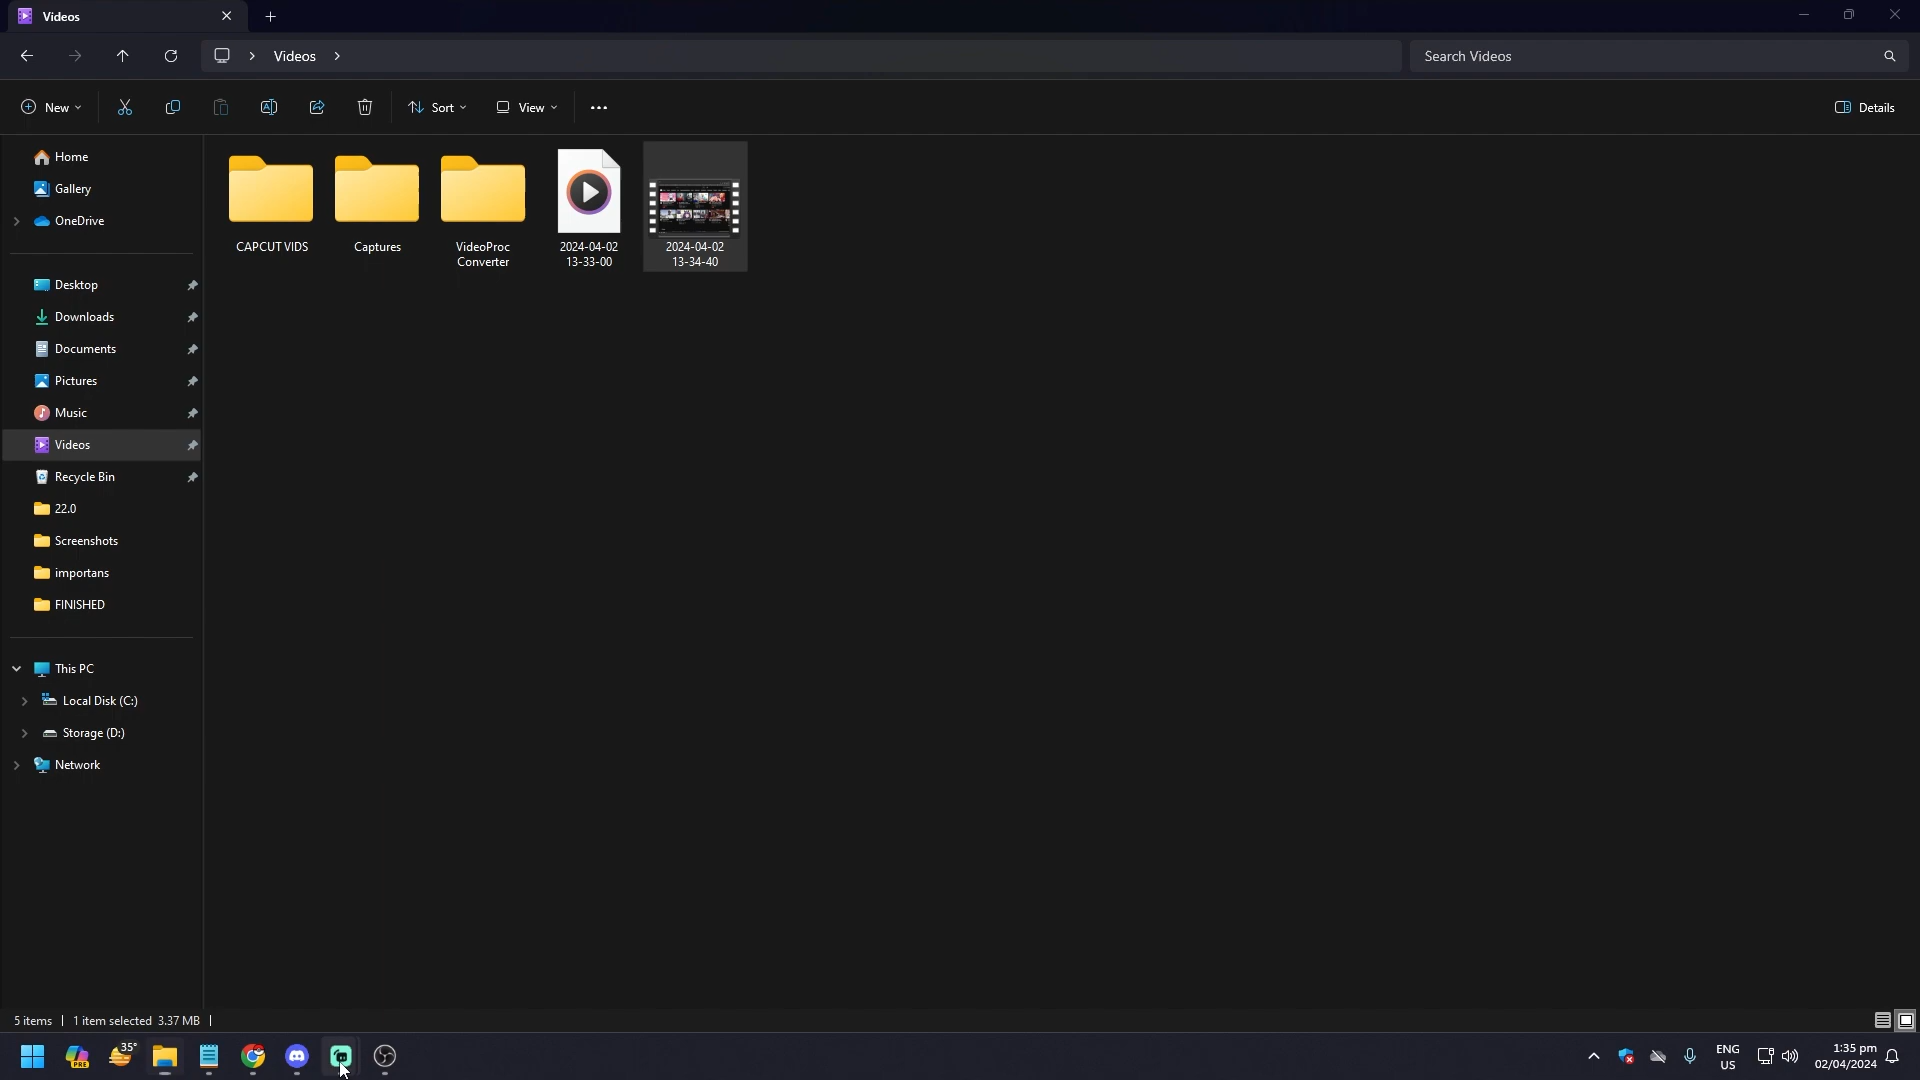 Videos
Videos
Search Videos
New
Sort
View
Details
Home
Gallery
OneDrive
Desktop
Downloads
Documents
Pictures
Music
Videos
Recycle Bin
22.0
Screenshots
importans
FINISHED
This PC
Local Disk (C:)
Storage (D:)
Network
CAPCUT VIDS
Captures
VideoProc
Converter
2024-04-02
13-33-00
2024-04-02
13-34-40
5 items
1 item selected 3.37 MB
PRE
35°
ENG
US
1:35 pm
02/04/2024